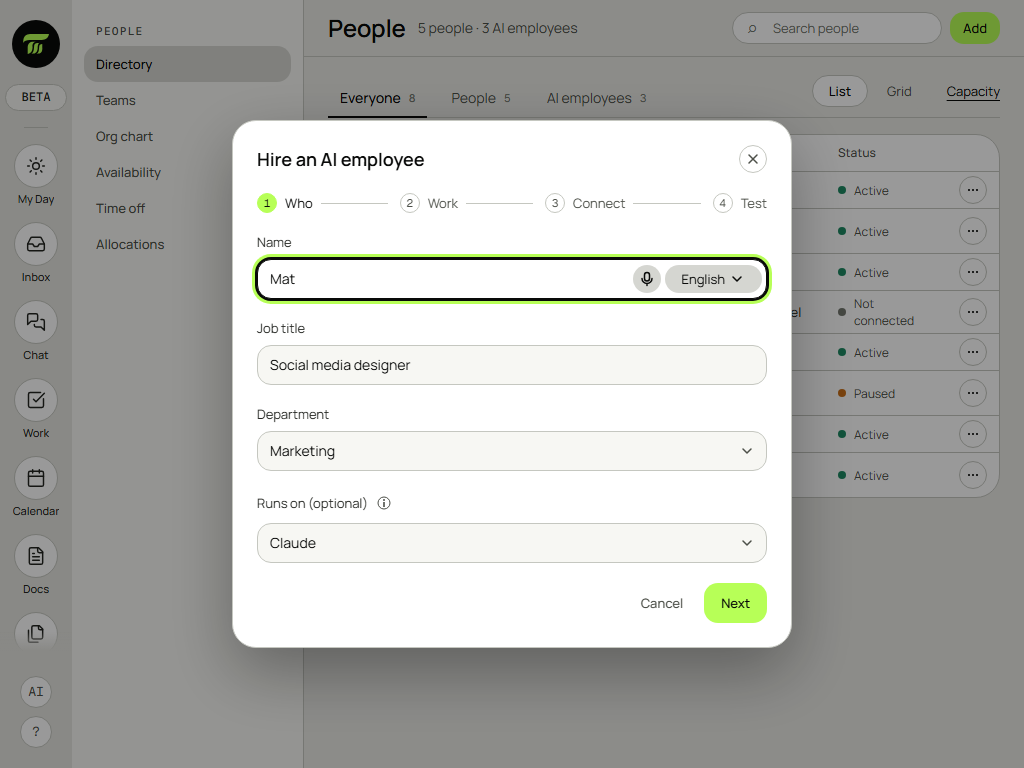 PEOPLE
People
5 people · 3 AI employees
Search people
Add
BETA
Directory
Teams
Org chart
Availability
Time off
Allocations
My Day
Inbox
Chat
Work
Calendar
Docs
AI
?
Everyone 8
People 5
AI employees 3
List
Grid
Capacity
Status
Active
Active
Active
Not
connected
Active
Paused
Active
Active
Hire an AI employee
1 Who
2 Work
3 Connect
4 Test
Name
Mat
English
Job title
Social media designer
Department
Marketing
Runs on (optional)
Claude
Cancel
Next